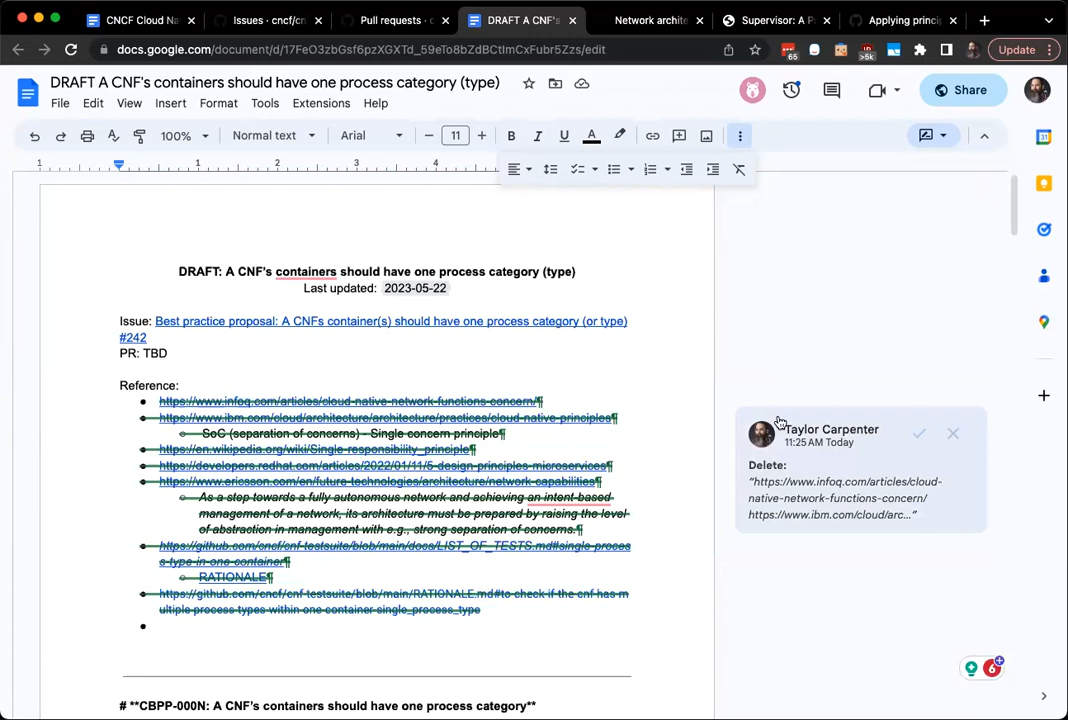 CNCF Cloud Na
Issues · cncf/cn
Pull requests · c
DRAFT A CNF's
Network archite
Supervisor: A P
Applying princip
docs.google.com/document/d/17FeO3zbGsf6pzXGXTd_59eTo8bZdBCtImCxFubr5Zzs/edit
65
>5k
Update
DRAFT A CNF's containers should have one process category (type)
File Edit View Insert Format Tools Extensions Help
Share
100% Normal text Arial 11 B I U A
1 1 2 3 4
DRAFT: A CNF's containers should have one process category (type)
Last updated: 2023-05-22
Issue: Best practice proposal: A CNFs container(s) should have one process category (or type)
#242
PR: TBD
Reference:
https://www.infoq.com/articles/cloud-native-network-functions-concern/¶
https://www.ibm.com/cloud/architecture/architecture/practices/cloud-native-principles¶
SoC (separation of concerns) - Single concern principle¶
https://en.wikipedia.org/wiki/Single-responsibility_principle¶
https://developers.redhat.com/articles/2022/01/11/5-design-principles-microservices¶
https://www.ericsson.com/en/future-technologies/architecture/network-capabilities¶
As a step towards a fully autonomous network and achieving an intent-based
management of a network, its architecture must be prepared by raising the level
of abstraction in management with e.g., strong separation of concerns.¶
https://github.com/cncf/cnf-testsuite/blob/main/docs/LIST_OF_TESTS.md#single-proces
s-type-in-one-container¶
RATIONALE¶
https://github.com/cncf/cnf-testsuite/blob/main/RATIONALE.md#to-check-if-the-cnf-has-m
ultiple-process-types-within-one-container-single_process_type
Taylor Carpenter
11:25 AM Today
Delete:
“https://www.infoq.com/articles/cloud-
native-network-functions-concern/
https://www.ibm.com/cloud/arc...”
6
# **CBPP-000N: A CNF's containers should have one process category**